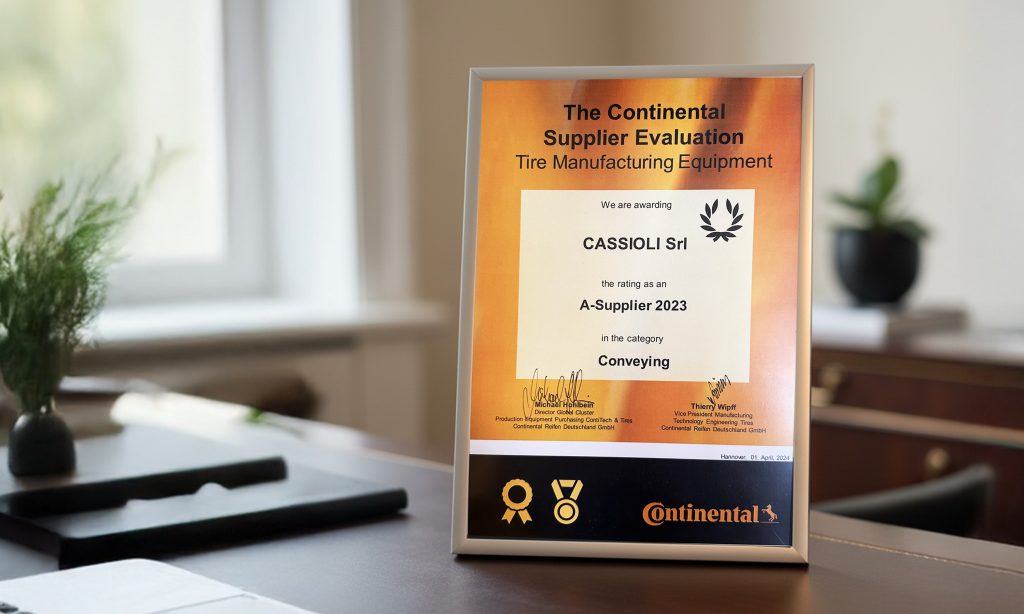 The Continental
Supplier Evaluation
Tire Manufacturing Equipment
We are awarding
CASSIOLI Srl
the rating as an
A-Supplier 2023
in the category
Conveying
Michael Hohlbein
Director Global Cluster
Production Equipment Purchasing ContiTech & Tires
Continental Reifen Deutschland GmbH
Thierry Wipff
Vice President Manufacturing
Technology Engineering Tires
Continental Reifen Deutschland GmbH
Hannover, 01, April, 2024
Continental